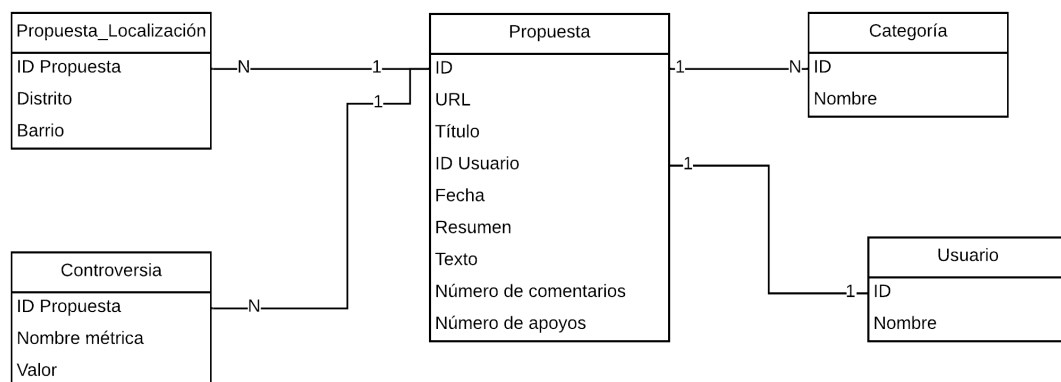 Propuesta_Localización
ID Propuesta
Distrito
Barrio
N
1
1
Propuesta
ID
URL
Título
ID Usuario
Fecha
Resumen
Texto
Número de comentarios
Número de apoyos
1
N
Categoría
ID
Nombre
1
1
Usuario
ID
Nombre
Controversia
ID Propuesta
Nombre métrica
Valor
N